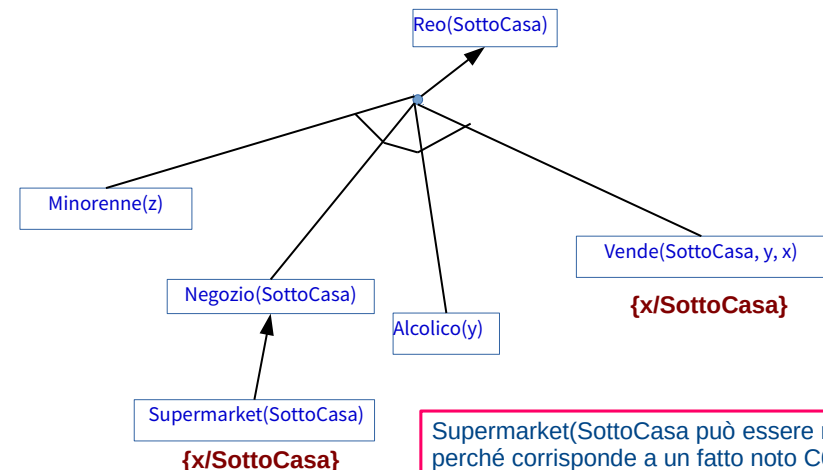 Reo(SottoCasa)
Minorenne(z)
Vende(SottoCasa, y, x)
Negozio(SottoCasa)
{x/SottoCasa}
Alcolico(y)
Supermarket(SottoCasa)
{x/SottoCasa}
Supermarket(SottoCasa può essere
perché corrisponde a un fatto noto